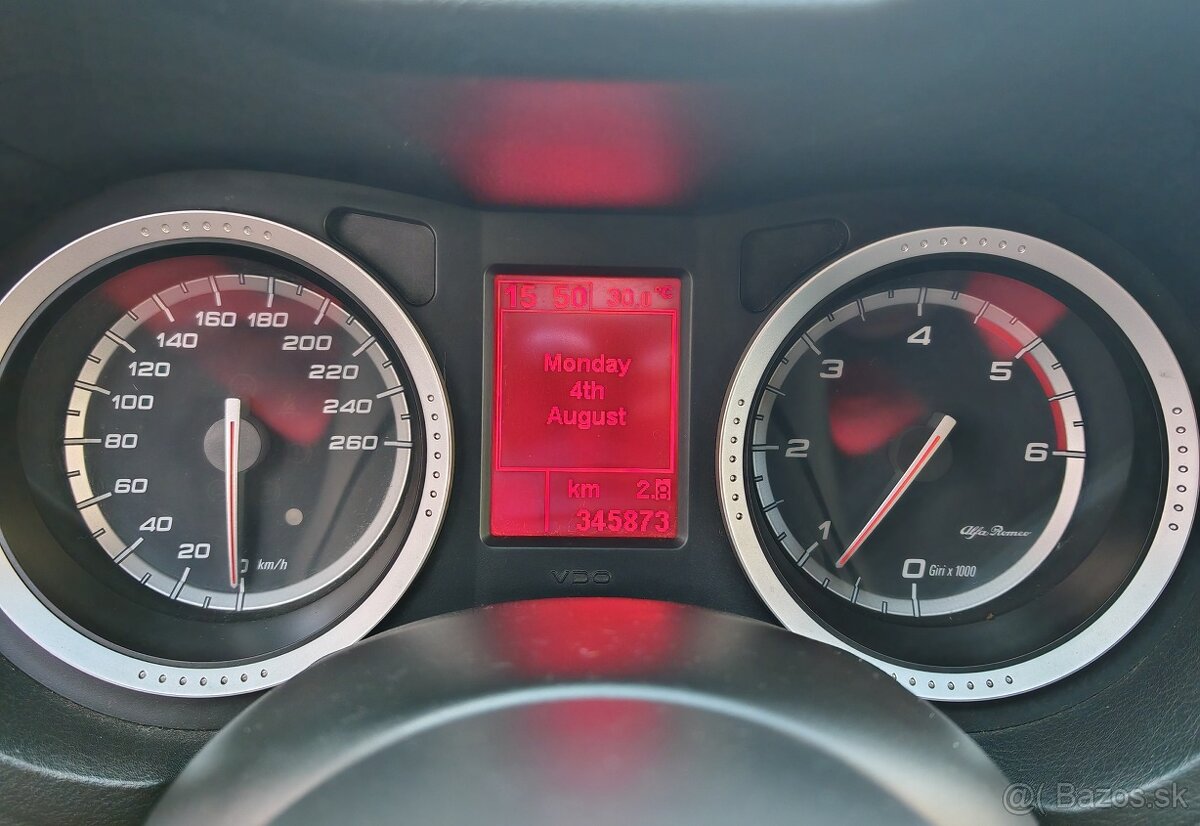 15 50 30.0 °C
Monday
4th
August
km 2.8
345873
VDO
0 20 40 60 80 100 120 140 160 180 200 220 240 260
km/h
0 1 2 3 4 5 6
Alfa Romeo
Giri x 1000
@( Bazos.sk